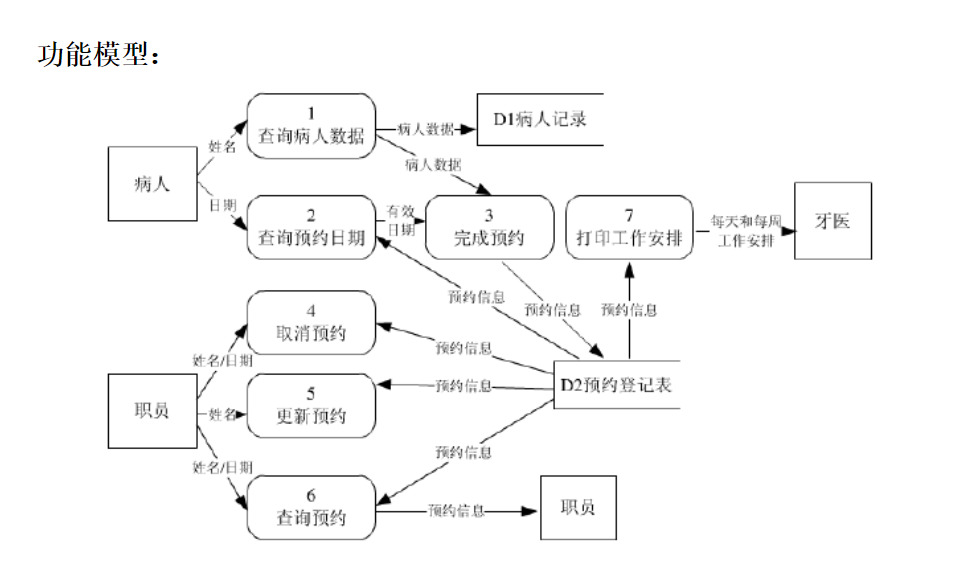 功能模型：
1
查询病人数据
病人数据
D1病人记录
姓名
病人数据
病人
日期
2
查询预约日期
有效
日期
3
完成预约
7
打印工作安排
每天和每周
工作安排
牙医
预约信息
预约信息
预约信息
4
取消预约
预约信息
姓名/日期
D2预约登记表
预约信息
职员
姓名
5
更新预约
预约信息
姓名/日期
6
查询预约
预约信息
职员